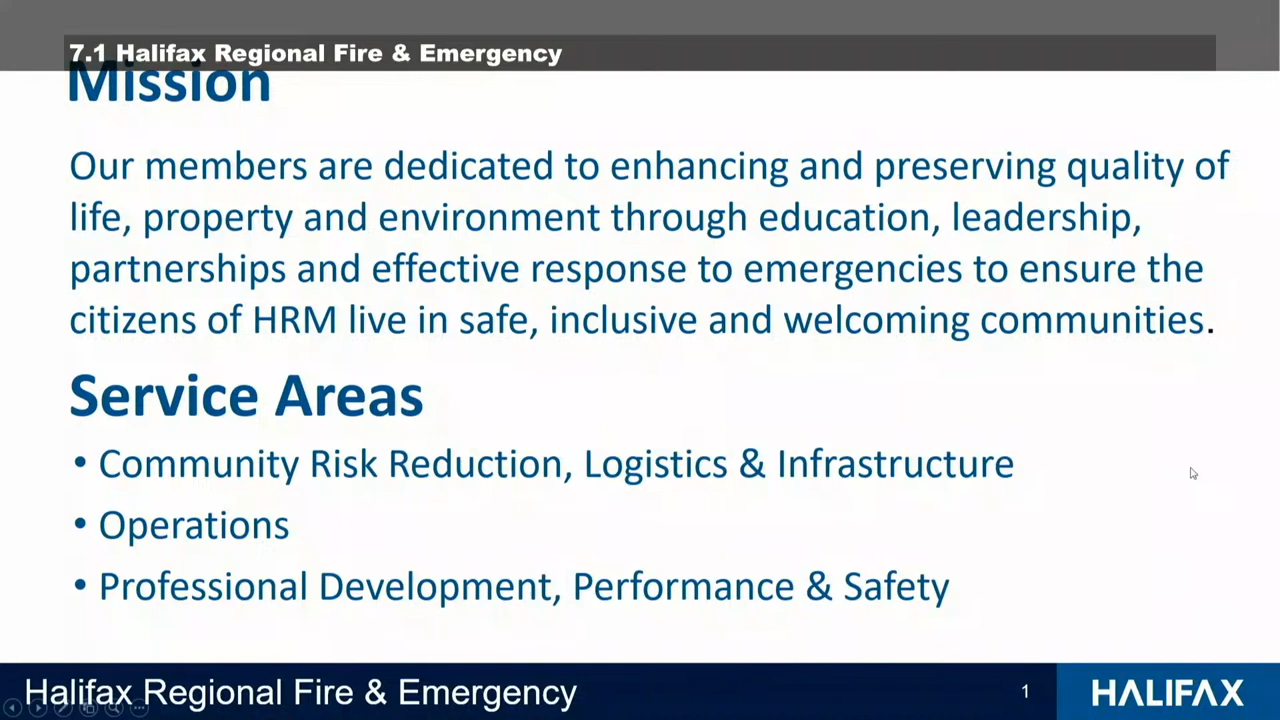 7.1 Halifax Regional Fire & Emergency
Mission
Our members are dedicated to enhancing and preserving quality of
life, property and environment through education, leadership,
partnerships and effective response to emergencies to ensure the
citizens of HRM live in safe, inclusive and welcoming communities.
Service Areas
• Community Risk Reduction, Logistics & Infrastructure
• Operations
• Professional Development, Performance & Safety
Halifax Regional Fire & Emergency
1
HALIFAX